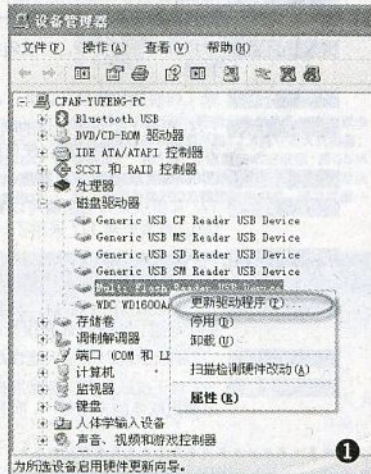 设备管理器
文件(F) 操作(A) 查看(V) 帮助(H)
CFAN-YUFENG-PC
Bluetooth USB
DVD/CD-ROM 驱动器
IDE ATA/ATAPI 控制器
SCSI 和 RAID 控制器
处理器
磁盘驱动器
Generic USB CF Reader USB Device
Generic USB MS Reader USB Device
Generic USB SD Reader USB Device
Generic USB SM Reader USB Device
Multi Flash Reader USB Device
WDC WD1600AA
存储卷
调制解调器
端口 (COM 和 L
计算机
监视器
键盘
人体学输入设备
声音、视频和游戏控制器
更新驱动程序(P)...
停用(D)
卸载(U)
扫描检测硬件改动(A)
属性(R)
为所选设备启用硬件更新向导。
1